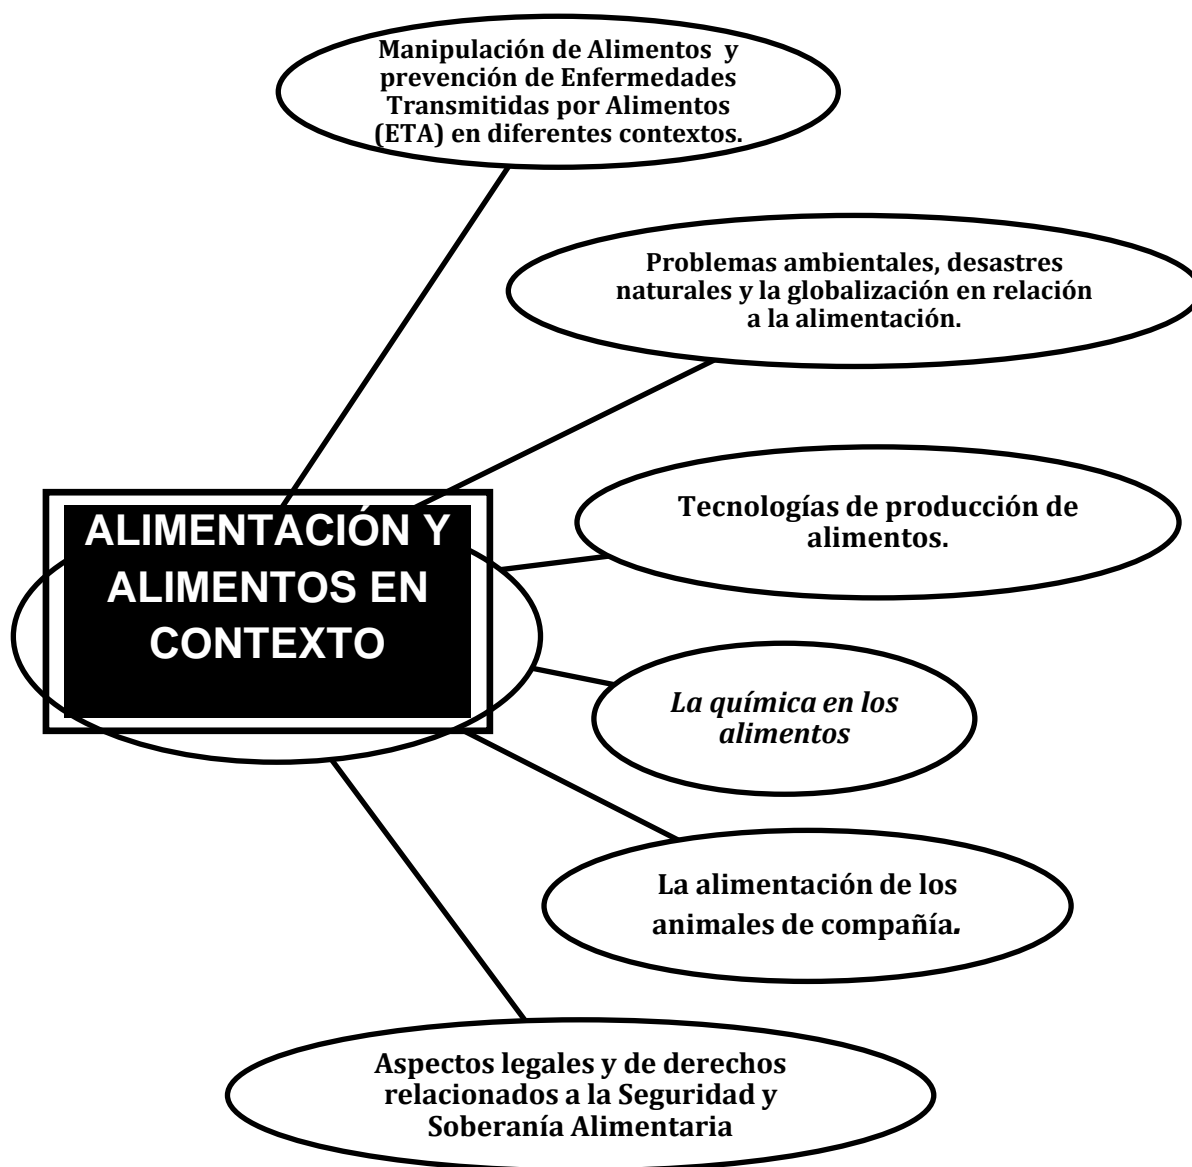 Manipulación de Alimentos y
prevención de Enfermedades
Transmitidas por Alimentos
(ETA) en diferentes contextos.
Problemas ambientales, desastres
naturales y la globalización en relación
a la alimentación.
Tecnologías de producción de
alimentos.
ALIMENTACIÓN Y
ALIMENTOS EN
CONTEXTO
La química en los
alimentos
La alimentación de los
animales de compañía.
Aspectos legales y de derechos
relacionados a la Seguridad y
Soberanía Alimentaria